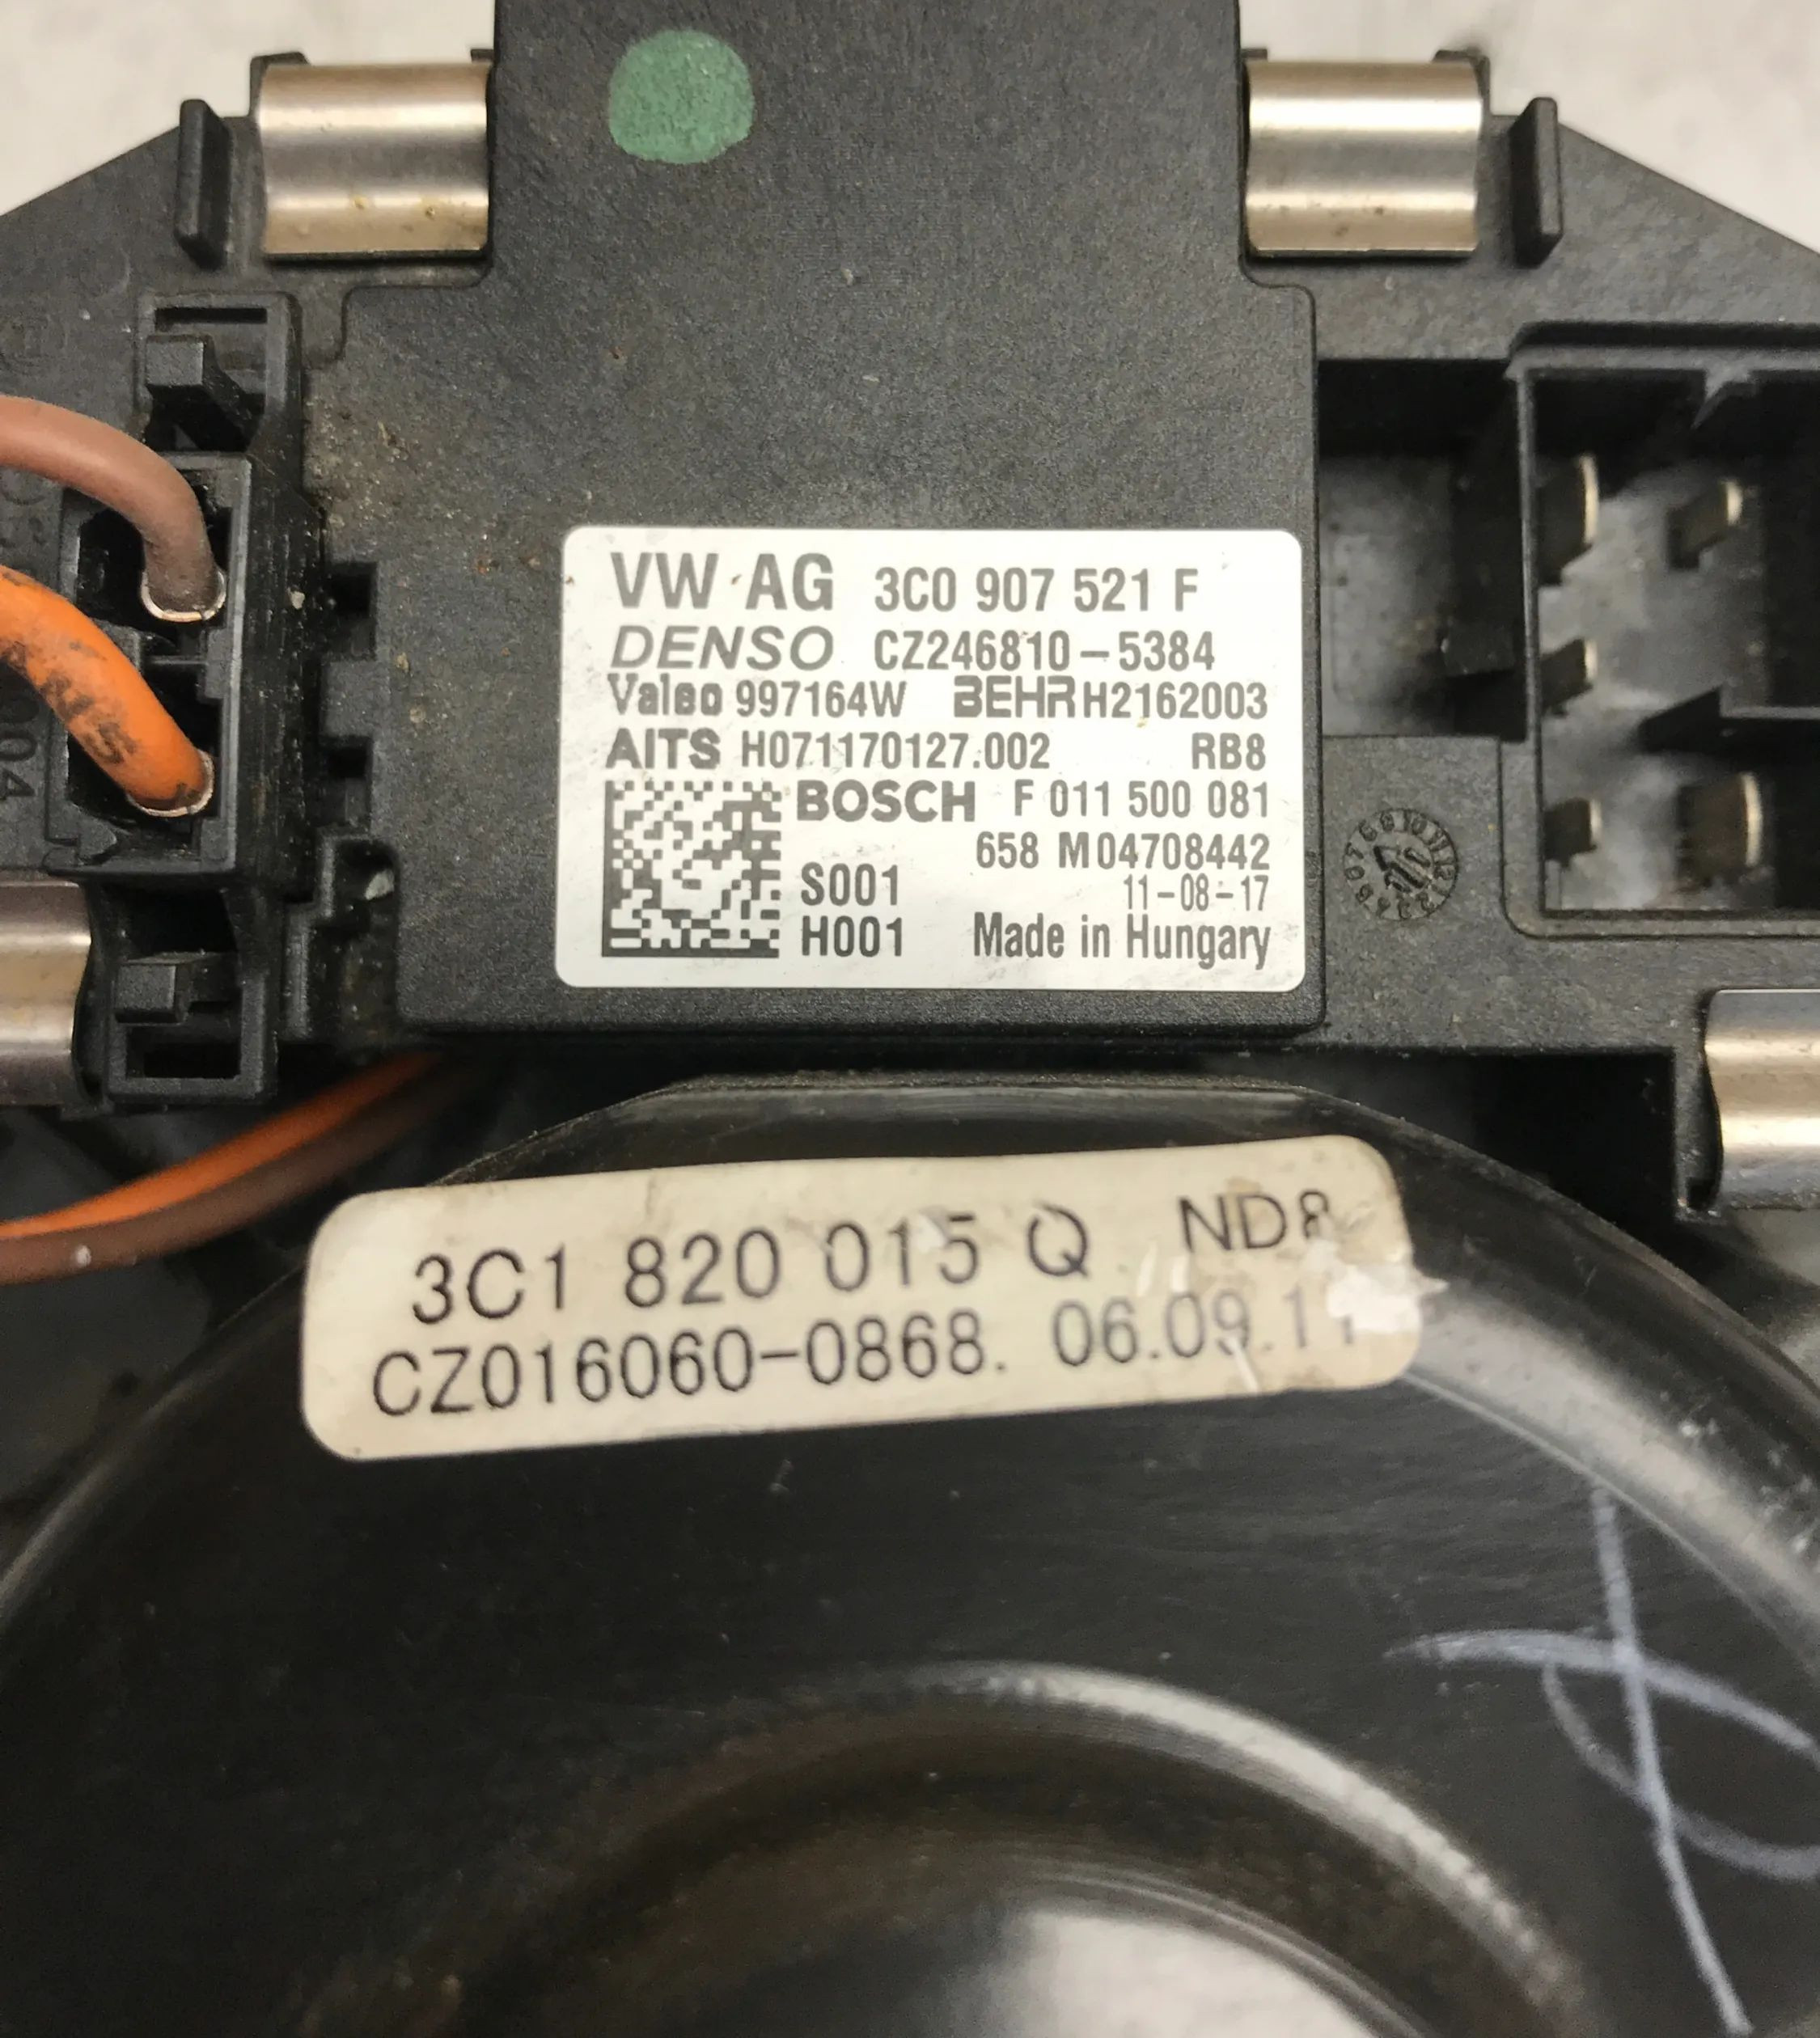 VW AG 3C0 907 521 F
DENSO CZ246810-5384
Valeo 997164W BEHR H2162003
AITS H071170127.002 RB8
BOSCH F 011 500 081
658 M04708442
S001 11-08-17
H001 Made in Hungary
3C1 820 015 Q ND8
CZ016060-0868. 06.09.11
004